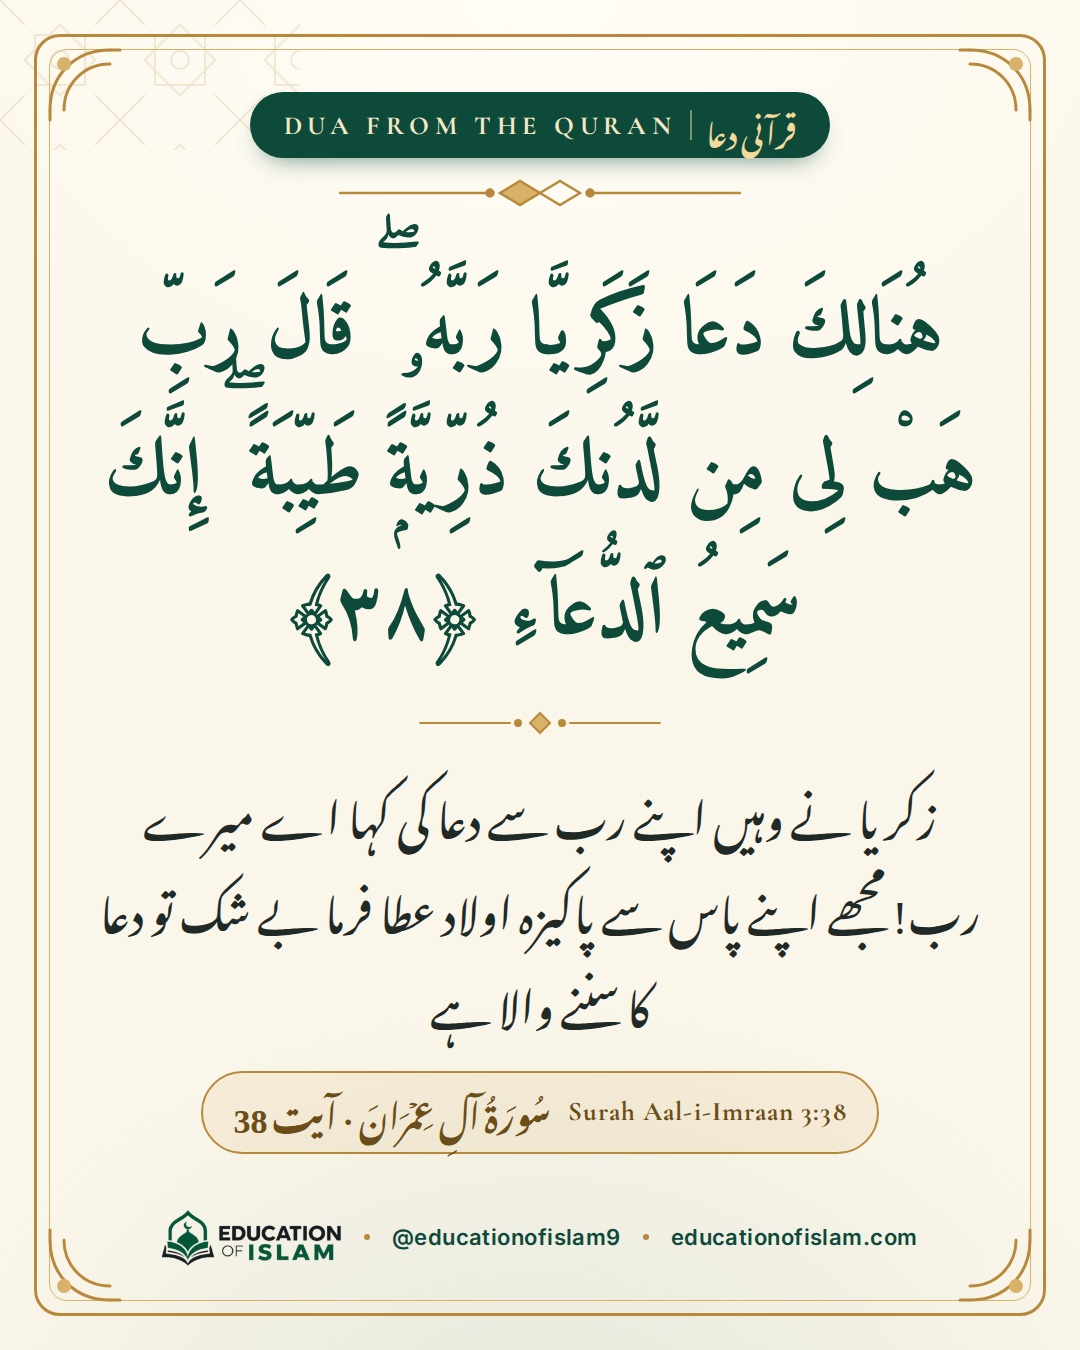 DUA FROM THE QURAN | قرآنی دعا
هُنَالِكَ دَعَا زَكَرِيَّا رَبَّهُۥ ۖ قَالَ رَبِّ
هَبْ لِى مِن لَّدُنكَ ذُرِّيَّةًۭ طَيِّبَةً ۖ إِنَّكَ
سَمِيعُ ٱلدُّعَآءِ ﴿٣٨﴾
زکریا نے وہیں اپنے رب سے دعا کی کہا اے میرے
رب! مجھے اپنے پاس سے پاکیزہ اولاد عطا فرما بے شک تو دعا
کا سننے والا ہے
سُورَةُ آلِ عِمۡرَانَ · آیت 38 Surah Aal-i-Imraan 3:38
EDUCATION OF ISLAM • @educationofislam9 • educationofislam.com